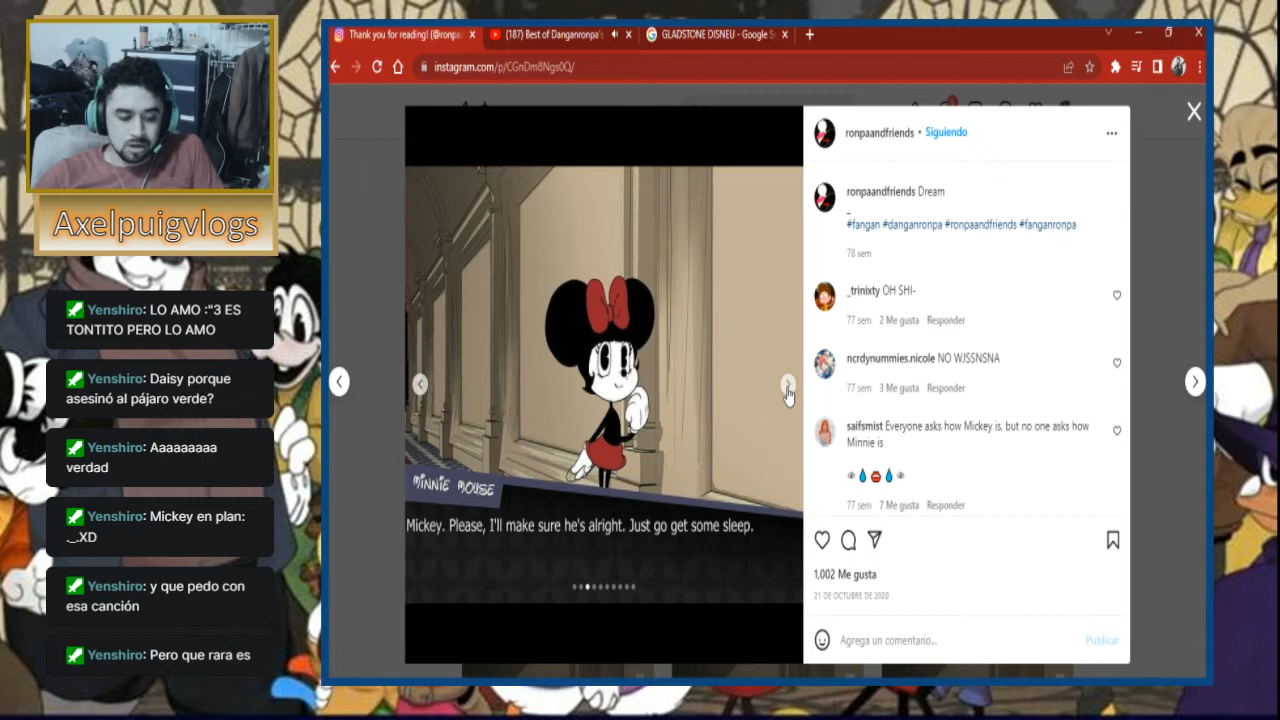 Thank you for reading! (@ronpa
(187) Best of Danganronpa's
GLADSTONE DISNEU - Google S
instagram.com/p/CGnDm8Ngs0Q/
Axelpuigvlogs
Yenshiro: LO AMO :"3 ES
TONTITO PERO LO AMO
Yenshiro: Daisy porque
asesinó al pájaro verde?
Yenshiro: Aaaaaaaaa
verdad
Yenshiro: Mickey en plan:
._.XD
Yenshiro: y que pedo con
esa canción
Yenshiro: Pero que rara es
MINNIE MOUSE
Mickey. Please, I'll make sure he's alright. Just go get some sleep.
ronpaandfriends • Siguiendo
ronpaandfriends Dream
_
#fangan #danganronpa #ronpaandfriends #fanganronpa
78 sem
_trinixty OH SHI-
77 sem 2 Me gusta Responder
ncrdynummies.nicole NO WJSSNSNA
77 sem 3 Me gusta Responder
saifsmist Everyone asks how Mickey is, but no one asks how
Minnie is
👁💧👄💧👁
77 sem 7 Me gusta Responder
1,002 Me gusta
21 DE OCTUBRE DE 2020
Agrega un comentario...
Publicar